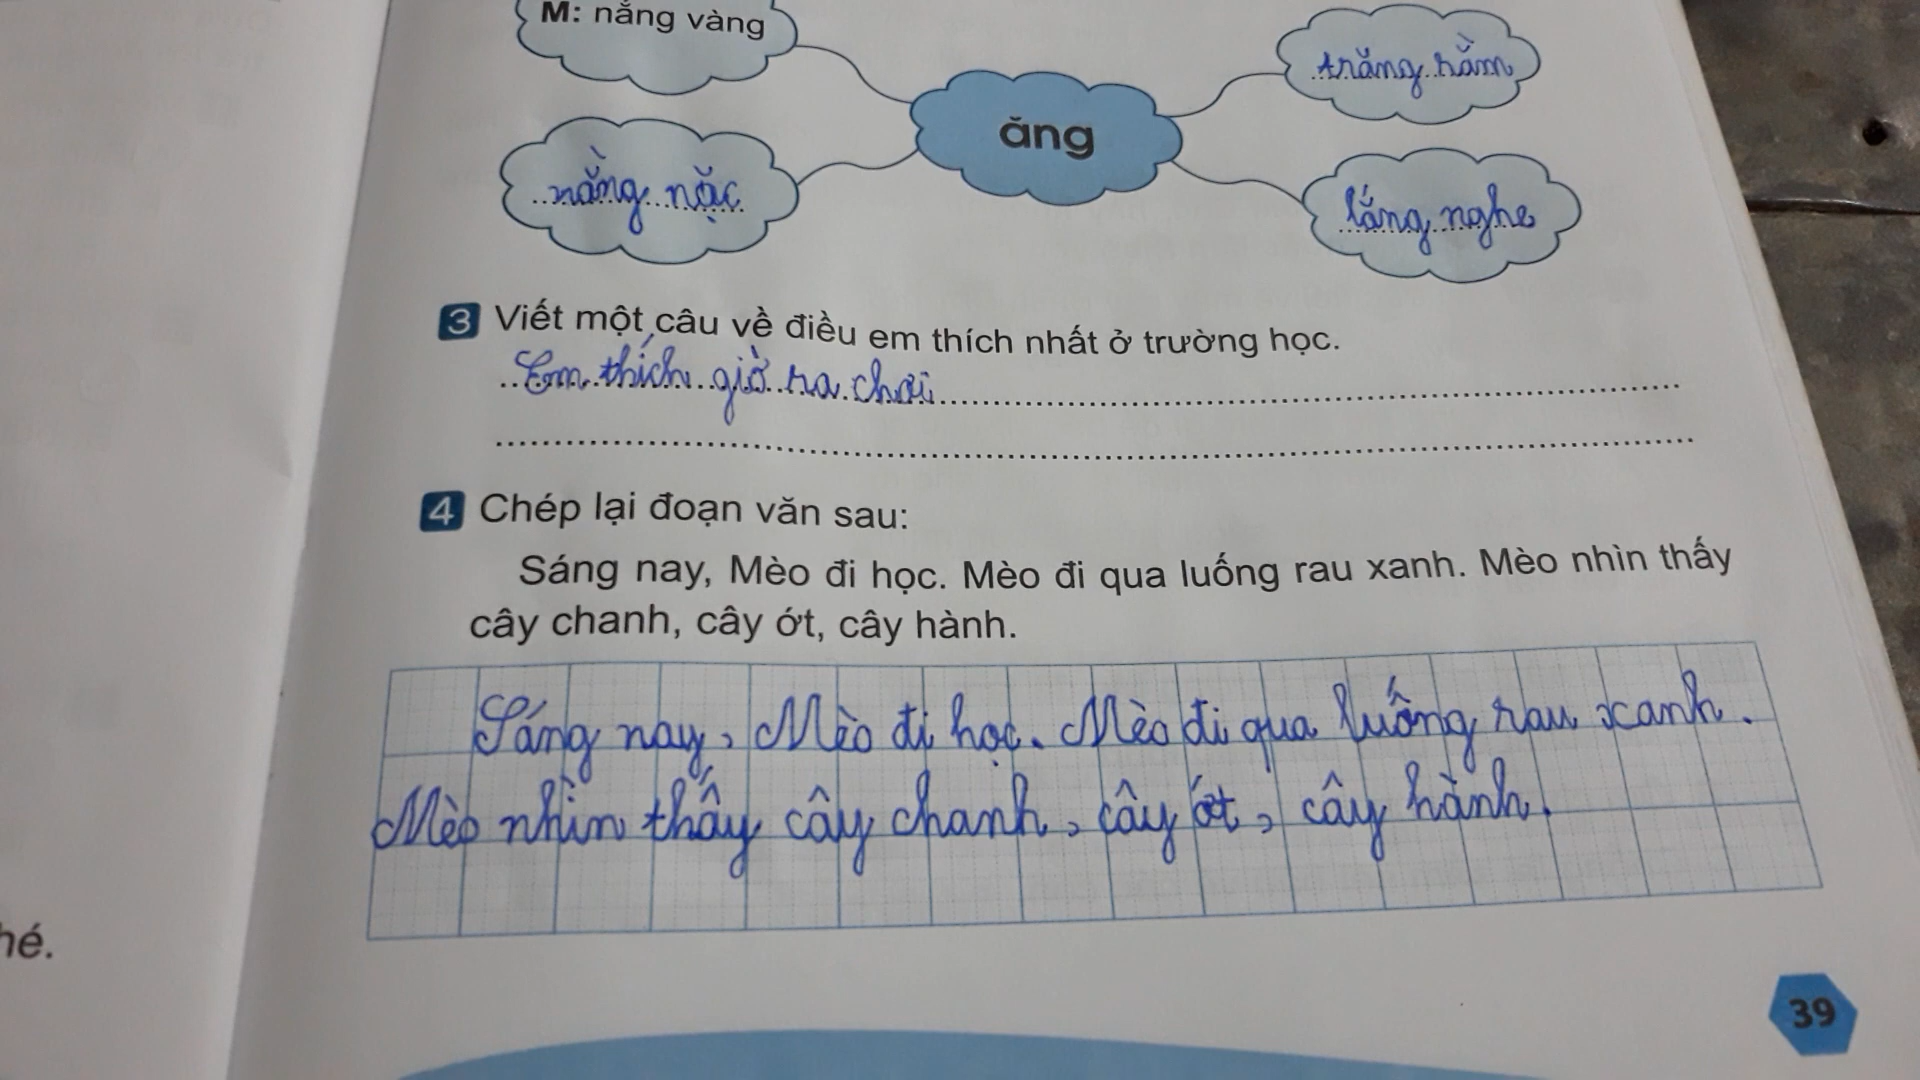 M: nắng vàng
trăng rằm
ăng
nằng nặc
lắng nghe
3 Viết một câu về điều em thích nhất ở trường học.
Em thích giờ ra chơi
4 Chép lại đoạn văn sau:
Sáng nay, Mèo đi học. Mèo đi qua luống rau xanh. Mèo nhìn thấy
cây chanh, cây ớt, cây hành.
Sáng nay, Mèo đi học. Mèo đi qua luống rau xanh.
Mèo nhìn thấy cây chanh, cây ớt, cây hành.
hé.
39